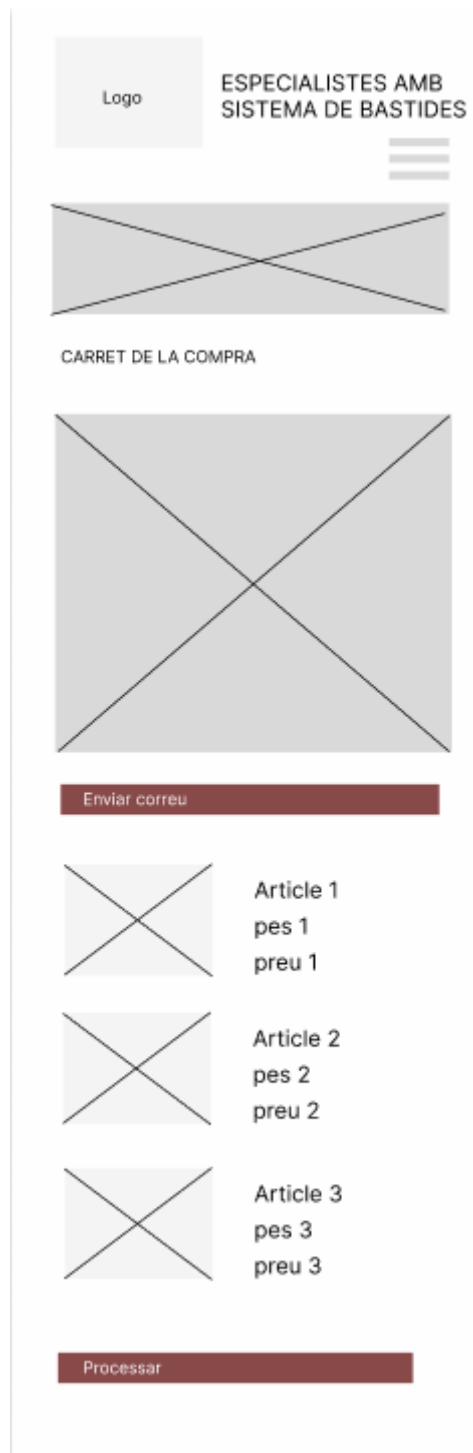 Logo
ESPECIALISTES AMB
SISTEMA DE BASTIDES
CARRET DE LA COMPRA
Enviar correu
Article 1
pes 1
preu 1
Article 2
pes 2
preu 2
Article 3
pes 3
preu 3
Processar